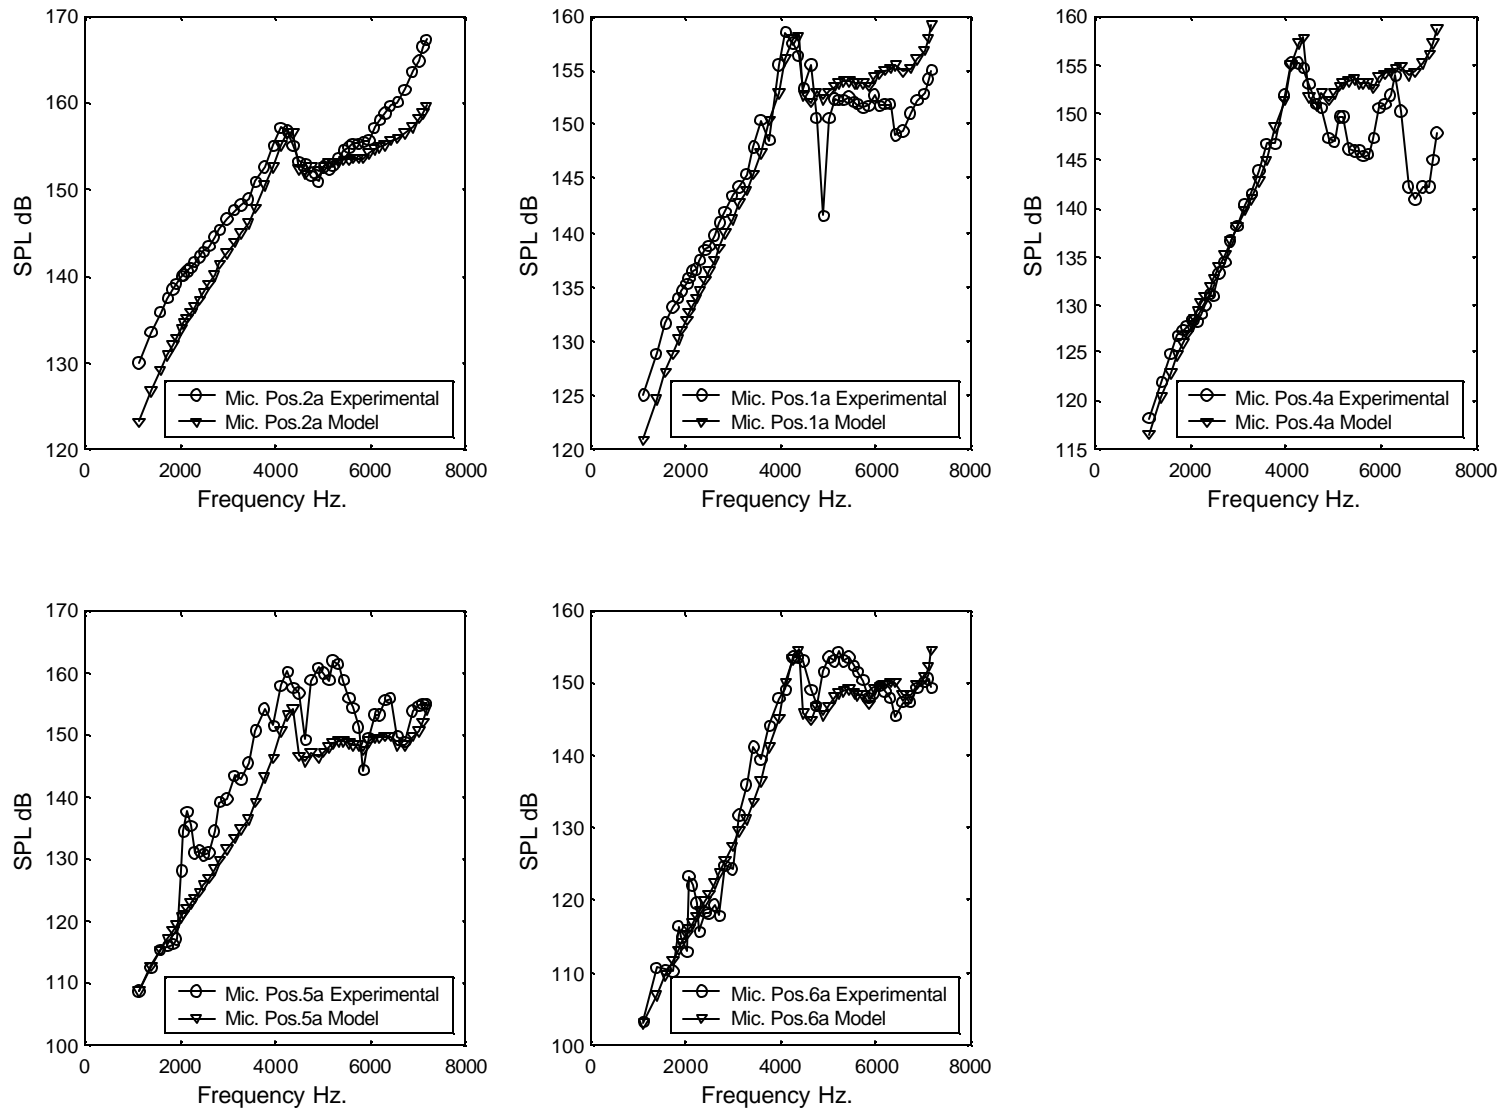 170
160
150
140
130
120
SPL dB
Mic. Pos.2a Experimental
Mic. Pos.2a Model
0 2000 4000 6000 8000
Frequency Hz.
160
155
150
145
140
135
130
125
120
SPL dB
Mic. Pos.1a Experimental
Mic. Pos.1a Model
0 2000 4000 6000 8000
Frequency Hz.
160
155
150
145
140
135
130
125
120
115
SPL dB
Mic. Pos.4a Experimental
Mic. Pos.4a Model
0 2000 4000 6000 8000
Frequency Hz.
170
160
150
140
130
120
110
100
SPL dB
Mic. Pos.5a Experimental
Mic. Pos.5a Model
0 2000 4000 6000 8000
Frequency Hz.
160
150
140
130
120
110
100
SPL dB
Mic. Pos.6a Experimental
Mic. Pos.6a Model
0 2000 4000 6000 8000
Frequency Hz.